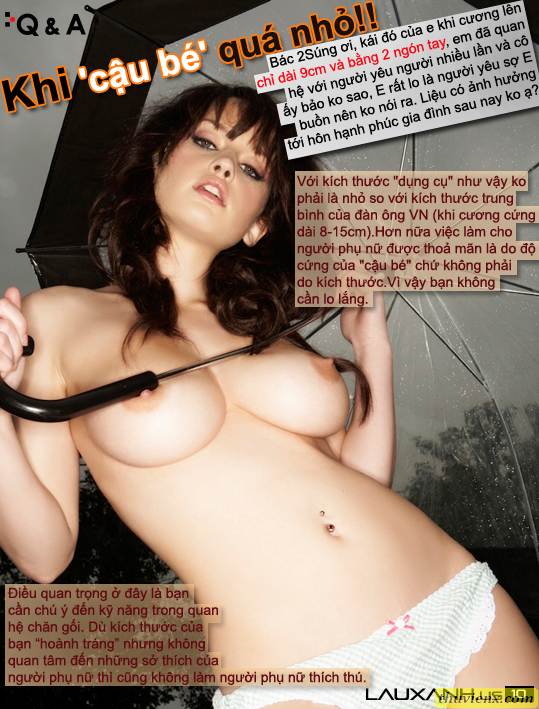 Q & A
Khi 'cậu bé' quá nhỏ!!
Bác 2Súng ơi, kái đó của e khi cương lên
chỉ dài 9cm và bằng 2 ngón tay, em đã quan
hệ với người yêu người nhiều lần và cô
ấy bảo ko sao, E rất lo là người yêu sợ E
buồn nên ko nói ra. Liệu có ảnh hưởng
tới hôn hạnh phúc gia đình sau nay ko ạ?
Với kích thước "dụng cụ" như vậy ko
phải là nhỏ so với kích thước trung
bình của đàn ông VN (khi cương cứng
dài 8-15cm).Hơn nữa việc làm cho
người phụ nữ được thoả mãn là do độ
cứng của "cậu bé" chứ không phải
do kích thước.Vì vậy bạn không
cần lo lắng.
Điều quan trọng ở đây là bạn
cần chú ý đến kỹ năng trong quan
hệ chăn gối. Dù kích thước của
bạn “hoành tráng” nhưng không
quan tâm đến những sở thích của
người phụ nữ thì cũng không làm người phụ nữ thích thú.
LAUXANH.US 10
thuvienx.com